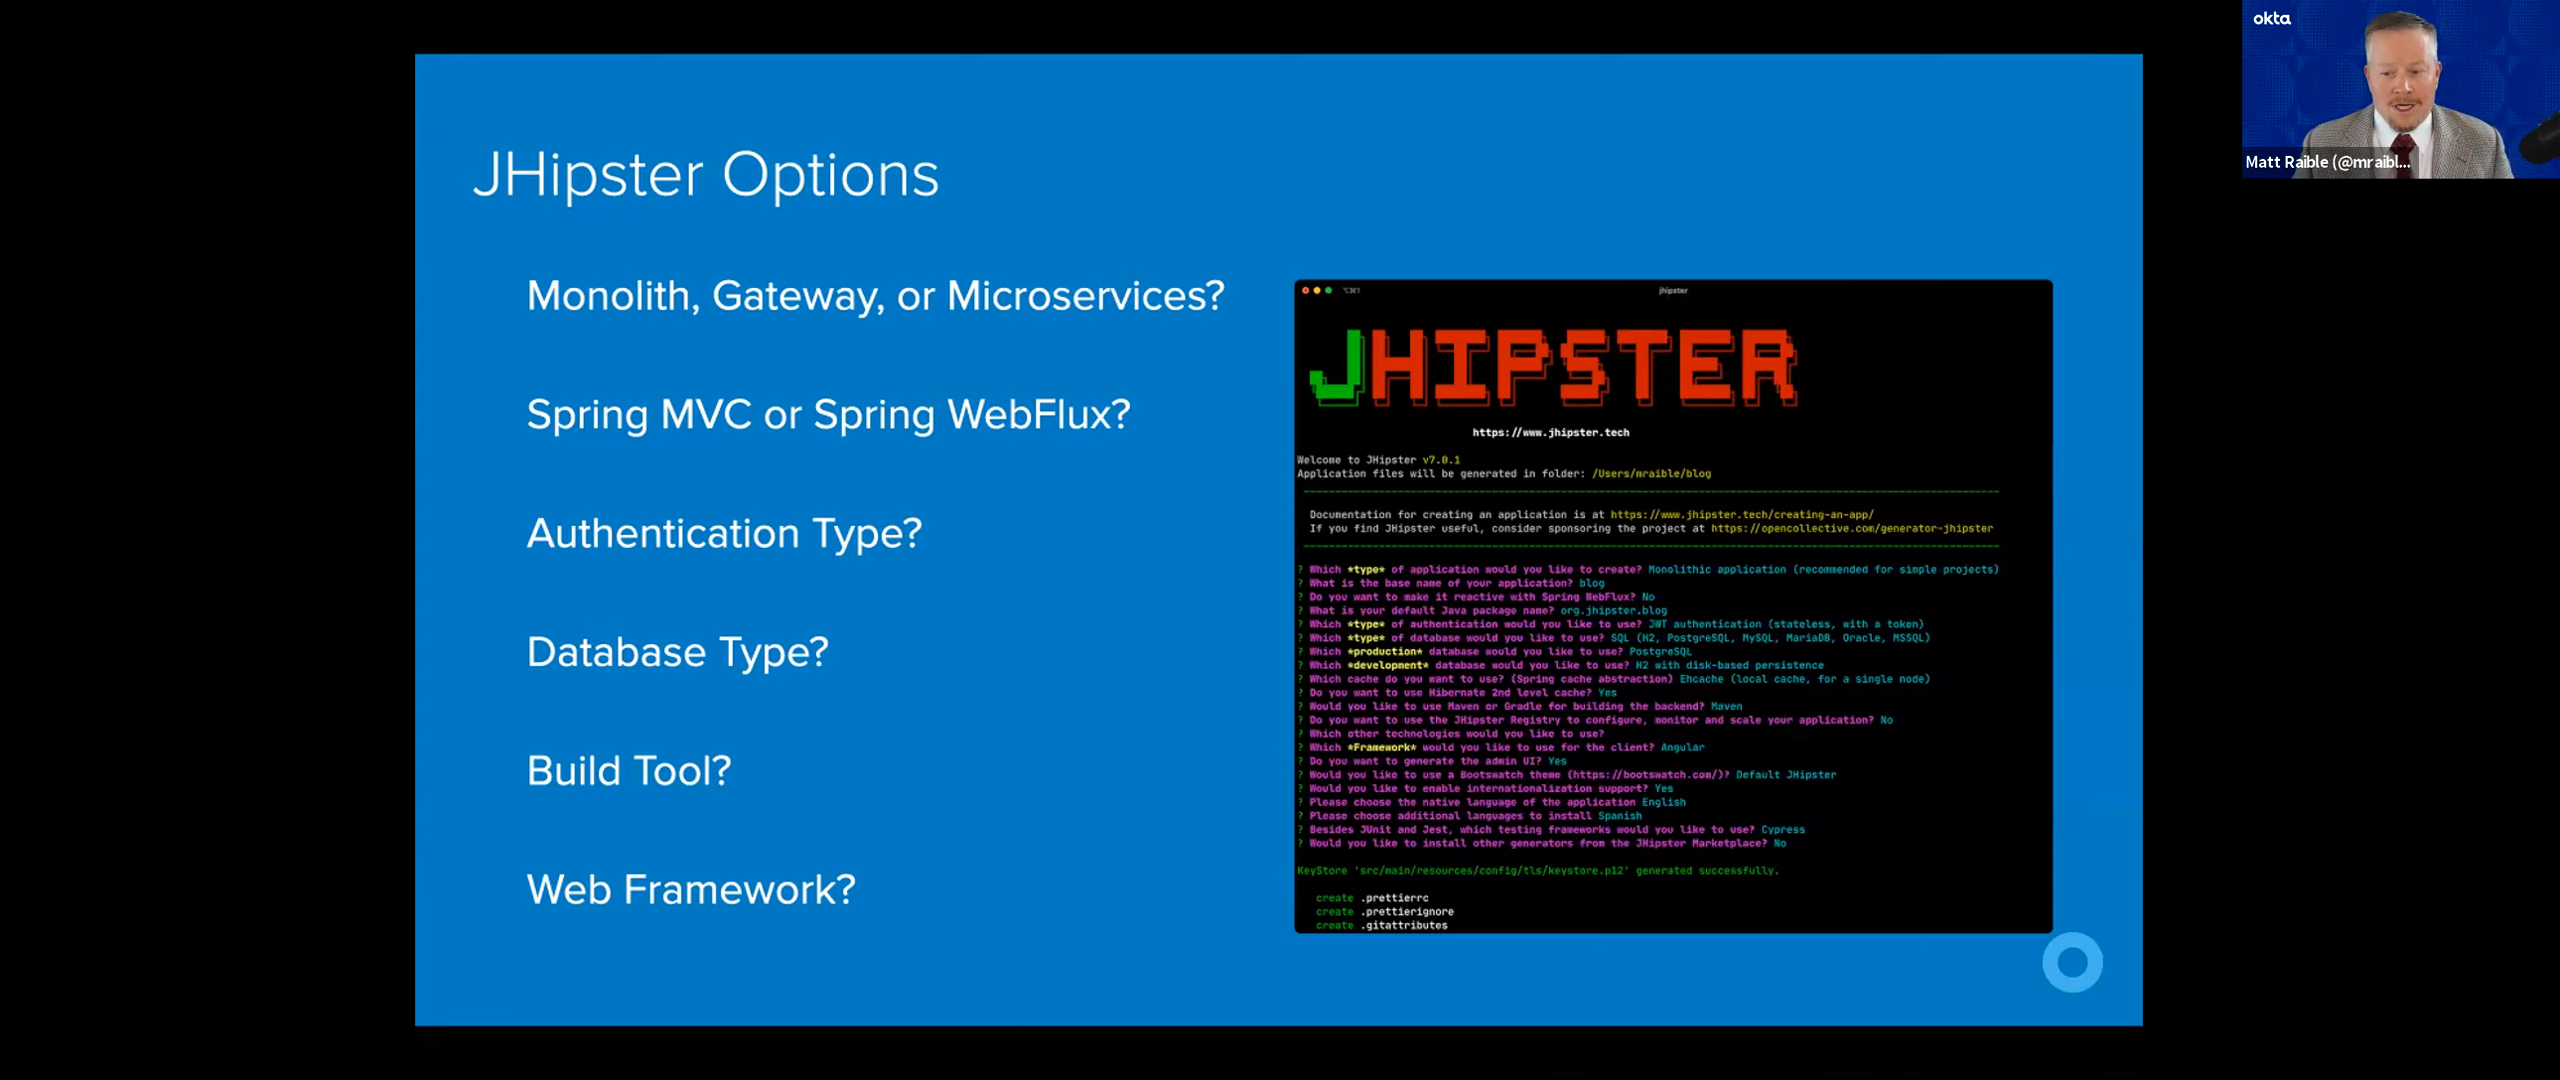 okta
Matt Raible (@mraibl...
JHipster Options
Monolith, Gateway, or Microservices?
Spring MVC or Spring WebFlux?
Authentication Type?
Database Type?
Build Tool?
Web Framework?
jhipster
JHIPSTER
https://www.jhipster.tech
Welcome to JHipster v7.0.1
Application files will be generated in folder: /Users/mraible/blog
Documentation for creating an application is at https://www.jhipster.tech/creating-an-app/
If you find JHipster useful, consider sponsoring the project at https://opencollective.com/generator-jhipster
? Which *type* of application would you like to create? Monolithic application (recommended for simple projects)
? What is the base name of your application? blog
? Do you want to make it reactive with Spring WebFlux? No
? What is your default Java package name? org.jhipster.blog
? Which *type* of authentication would you like to use? JWT authentication (stateless, with a token)
? Which *type* of database would you like to use? SQL (H2, PostgreSQL, MySQL, MariaDB, Oracle, MSSQL)
? Which *production* database would you like to use? PostgreSQL
? Which *development* database would you like to use? H2 with disk-based persistence
? Which cache do you want to use? (Spring cache abstraction) Ehcache (local cache, for a single node)
? Do you want to use Hibernate 2nd level cache? Yes
? Would you like to use Maven or Gradle for building the backend? Maven
? Do you want to use the JHipster Registry to configure, monitor and scale your application? No
? Which other technologies would you like to use?
? Which *Framework* would you like to use for the client? Angular
? Do you want to generate the admin UI? Yes
? Would you like to use a Bootswatch theme (https://bootswatch.com/)? Default JHipster
? Would you like to enable internationalization support? Yes
? Please choose the native language of the application English
? Please choose additional languages to install Spanish
? Besides JUnit and Jest, which testing frameworks would you like to use? Cypress
? Would you like to install other generators from the JHipster Marketplace? No
KeyStore 'src/main/resources/config/tls/keystore.p12' generated successfully.
create .prettierrc
create .prettierignore
create .gitattributes